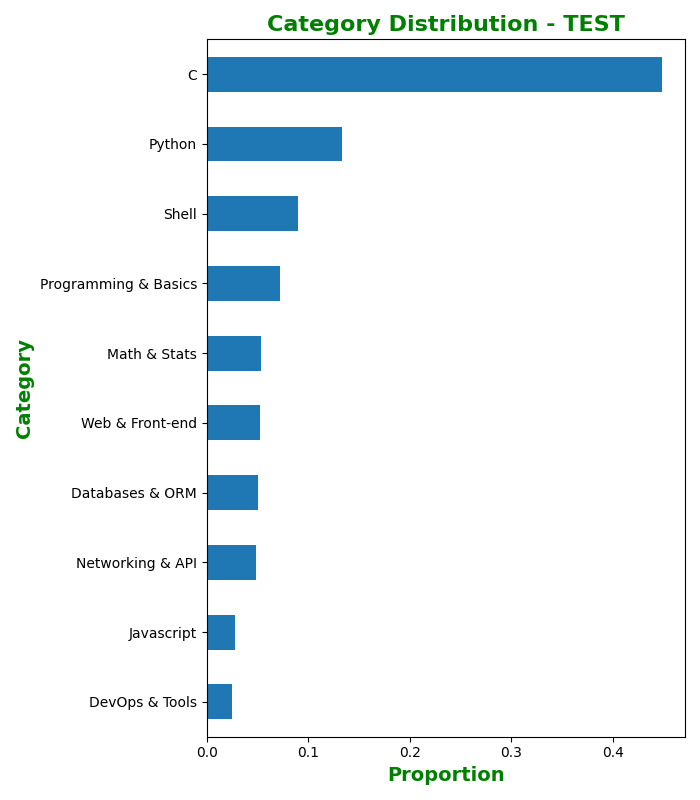 Category Distribution - TEST
Category
C
Python
Shell
Programming & Basics
Math & Stats
Web & Front-end
Databases & ORM
Networking & API
Javascript
DevOps & Tools
0.0 0.1 0.2 0.3 0.4
Proportion